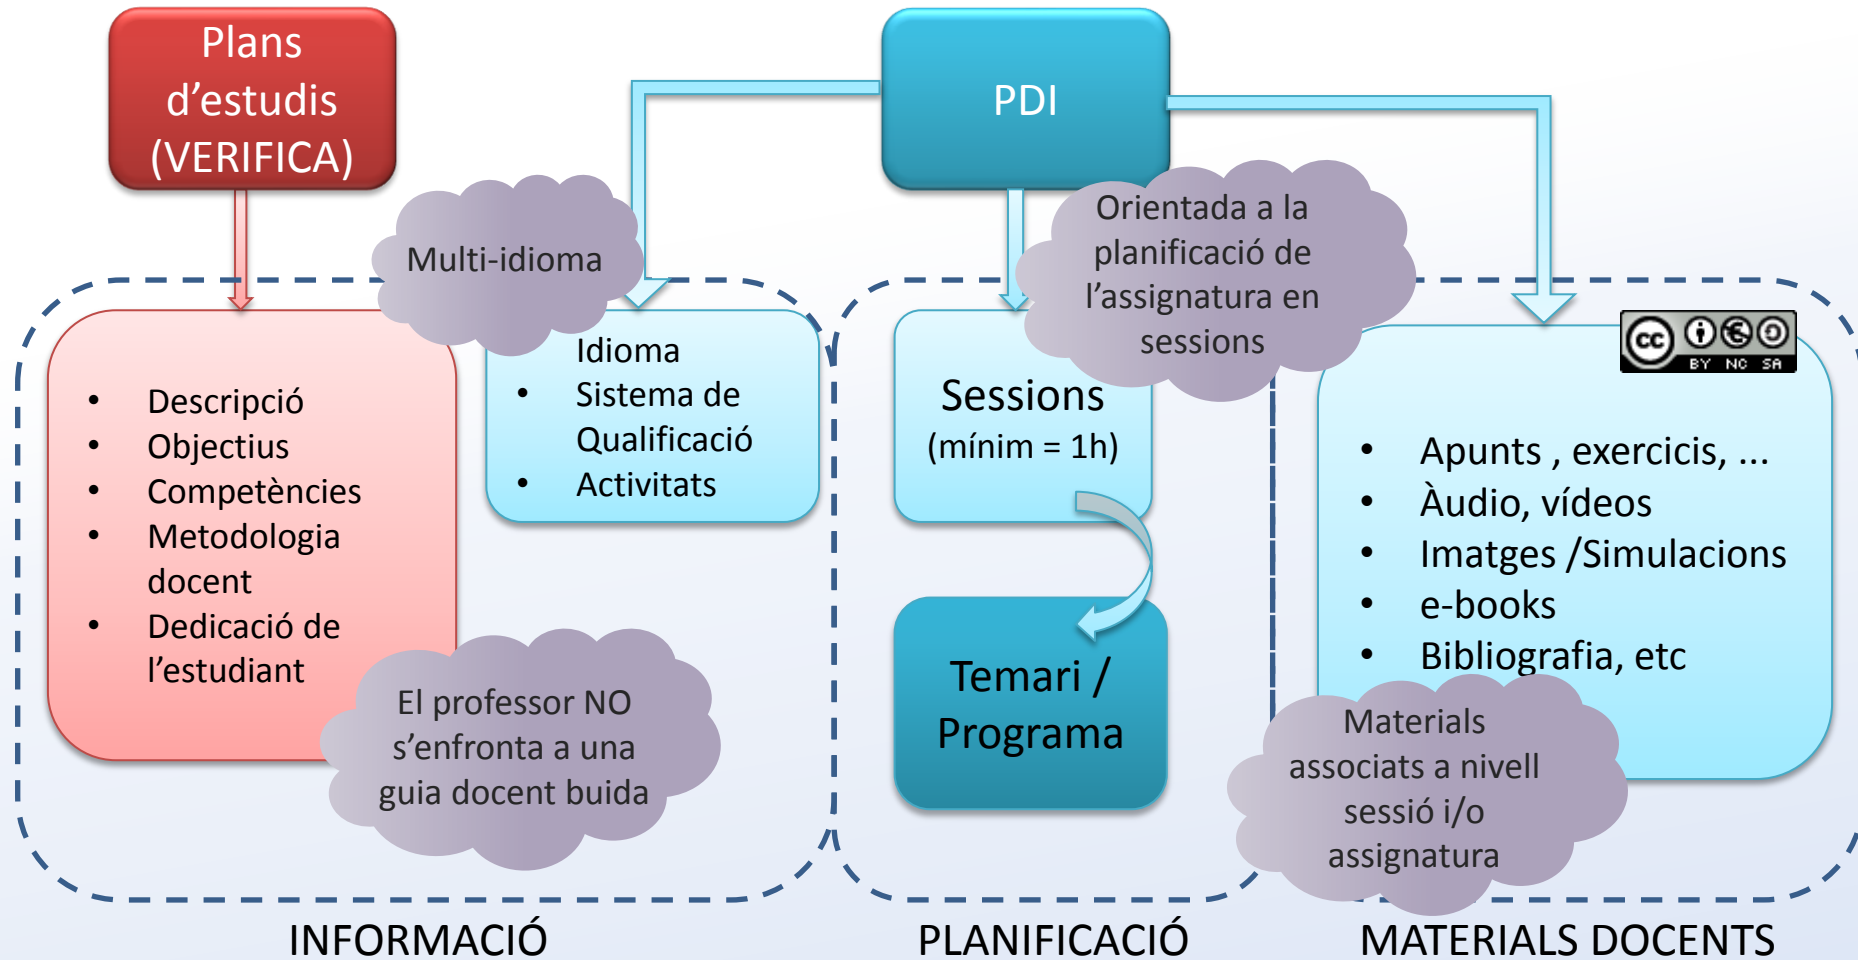 Plans
d’estudis
(VERIFICA)
PDI
Multi-idioma
Orientada a la
planificació de
l’assignatura en
sessions
• Descripció
• Objectius
• Competències
• Metodologia
docent
• Dedicació de
l’estudiant
Idioma
• Sistema de
Qualificació
• Activitats
El professor NO
s’enfronta a una
guia docent buida
Sessions
(mínim = 1h)
Temari /
Programa
cc
BY NC SA
• Apunts , exercicis, ...
• Àudio, vídeos
• Imatges /Simulacions
• e-books
• Bibliografia, etc
Materials
associats a nivell
sessió i/o
assignatura
INFORMACIÓ
PLANIFICACIÓ
MATERIALS DOCENTS